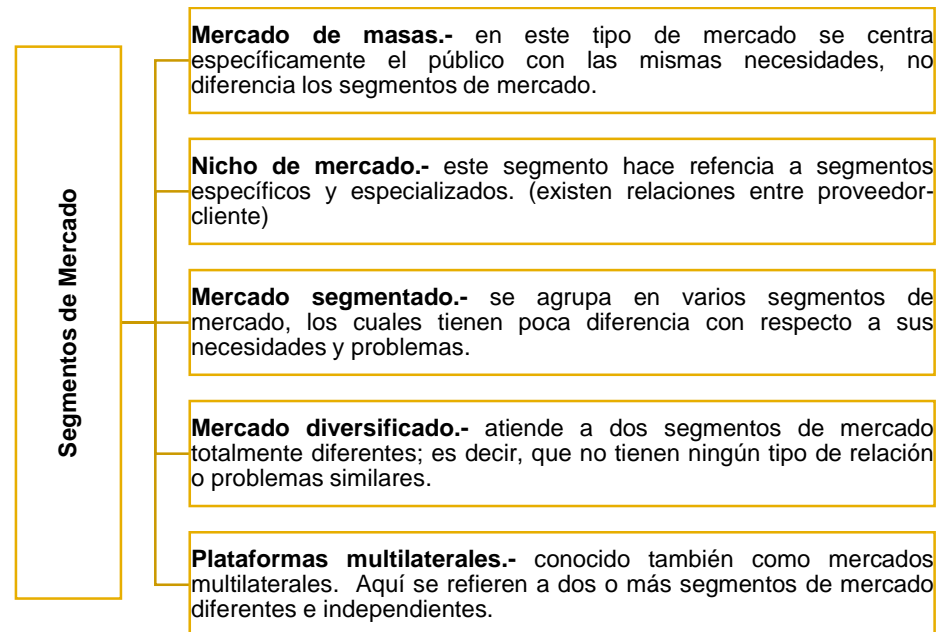 Segmentos de Mercado
Mercado de masas.- en este tipo de mercado se centra
específicamente el público con las mismas necesidades, no
diferencia los segmentos de mercado.
Nicho de mercado.- este segmento hace refencia a segmentos
específicos y especializados. (existen relaciones entre proveedor-
cliente)
Mercado segmentado.- se agrupa en varios segmentos de
mercado, los cuales tienen poca diferencia con respecto a sus
necesidades y problemas.
Mercado diversificado.- atiende a dos segmentos de mercado
totalmente diferentes; es decir, que no tienen ningún tipo de relación
o problemas similares.
Plataformas multilaterales.- conocido también como mercados
multilaterales. Aquí se refieren a dos o más segmentos de mercado
diferentes e independientes.